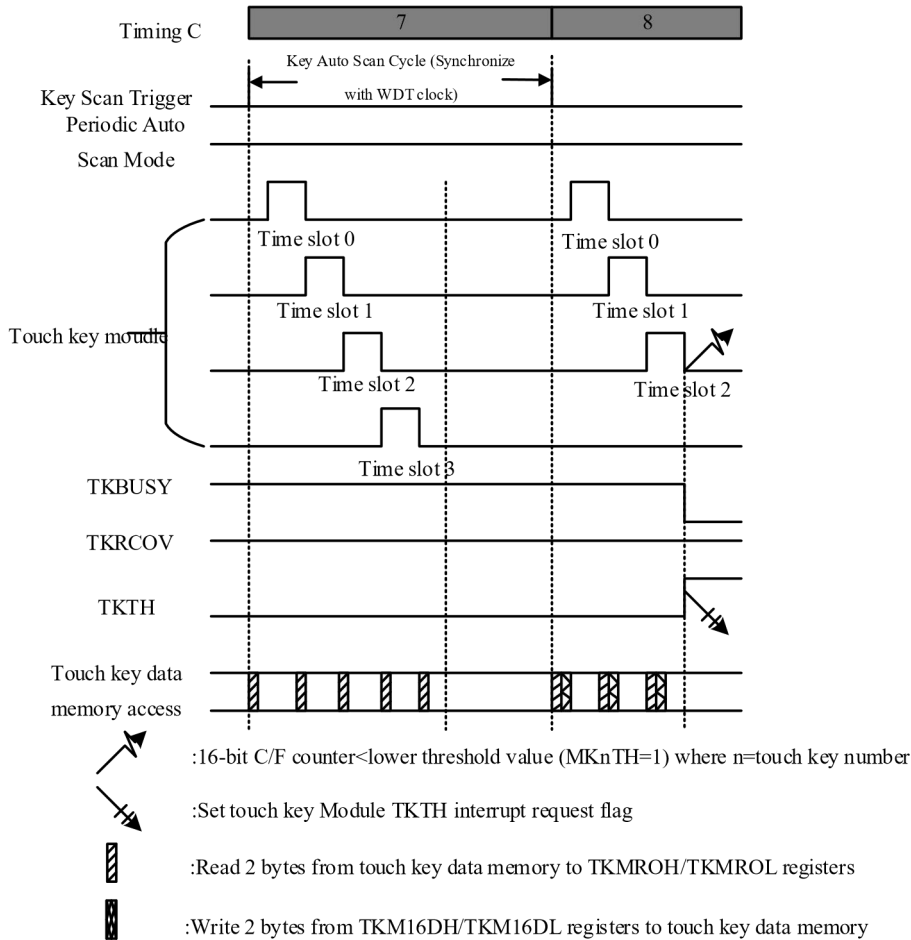 Timing C
7
8
Key Auto Scan Cycle (Synchronize
with WDT clock)
Key Scan Trigger
Periodic Auto
Scan Mode
Time slot 0
Time slot 0
Time slot 1
Time slot 1
Touch key moudle
Time slot 2
Time slot 2
Time slot 3
TKBUSY
TKRCOV
TKTH
Touch key data
memory access
:16-bit C/F counter<lower threshold value (MKnTH=1) where n=touch key number
:Set touch key Module TKTH interrupt request flag
:Read 2 bytes from touch key data memory to TKMROH/TKMROL registers
:Write 2 bytes from TKM16DH/TKM16DL registers to touch key data memory